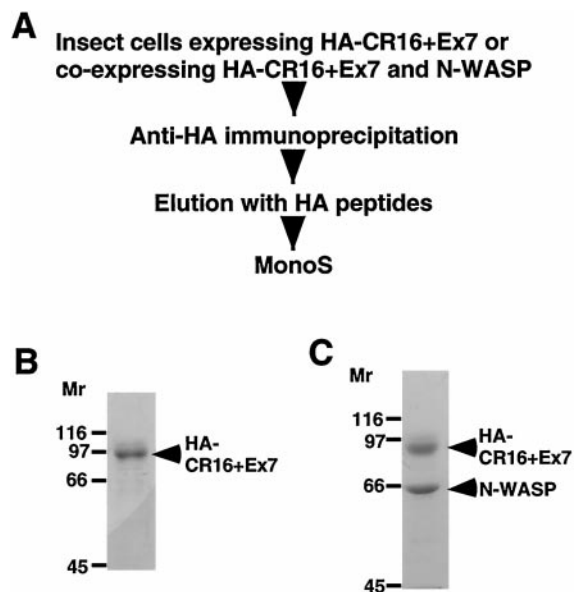 A
Insect cells expressing HA-CR16+Ex7 or
co-expressing HA-CR16+Ex7 and N-WASP
Anti-HA immunoprecipitation
Elution with HA peptides
MonoS
B
Mr
116
97
66
45
HA-
CR16+Ex7
C
Mr
116
97
66
45
HA-
CR16+Ex7
N-WASP